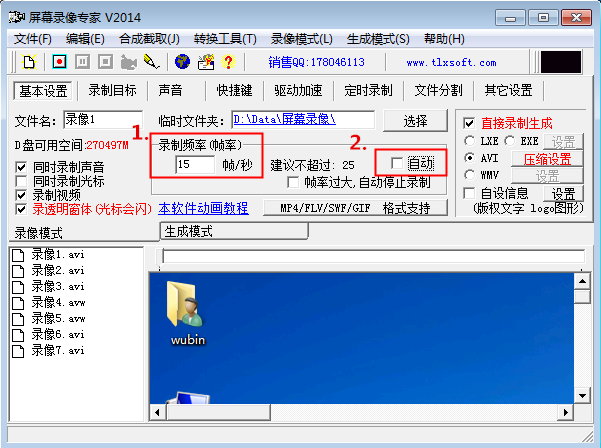 屏幕录像专家 V2014
文件(F) 编辑(E) 合成截取(J) 转换工具(T) 录像模式(L) 生成模式(S) 帮助(H)
销售QQ:178046113 www.tlxsoft.com
基本设置 录制目标 声音 快捷键 驱动加速 定时录制 文件分割 其它设置
文件名: 录像1 临时文件夹: D:\Data\屏幕录像\ 选择
直接录制生成
1. 2.
D盘可用空间:270497M 录制频率(帧率)
LXE EXE 设置
15 帧/秒 建议不超过: 25 自动
AVI 压缩设置
同时录制声音
同时录制光标 帧率过大,自动停止录制
WMV 设置
录制视频
自设信息 设置
录透明窗体(光标会闪) 本软件动画教程 MP4/FLV/SWF/GIF 格式支持
(版权文字 logo图形)
录像模式 生成模式
录像1.avi
录像2.avi
录像3.avi
录像4.avw
录像5.avw
录像6.avi
录像7.avi
wubin